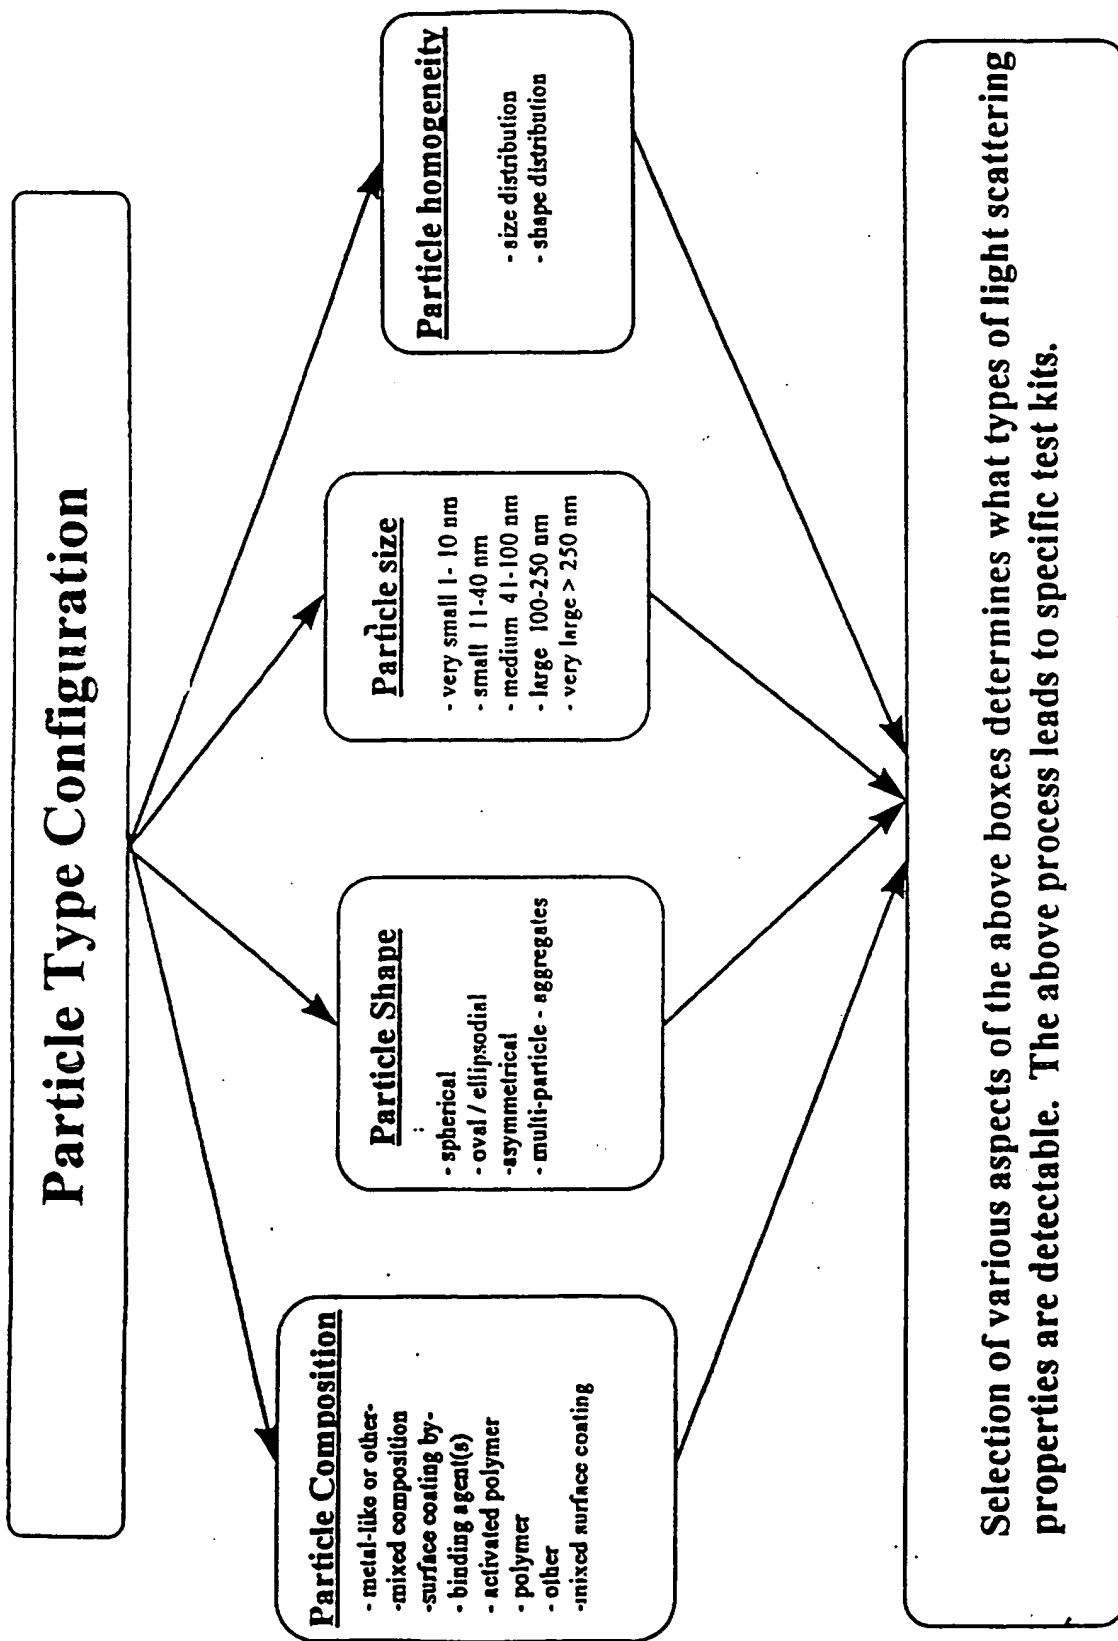 Particle Type Configuration
Particle Composition
- metal-like or other-
-mixed composition
-surface coating by-
- binding agent(s)
- activated polymer
- polymer
- other
-mixed surface coating
Particle Shape
- spherical
- oval / ellipsodial
-asymmetrical
- multi-particle - aggregates
Particle size
- very small 1- 10 nm
- small 11-40 nm
- medium 41-100 nm
- large 100-250 nm
- very large > 250 nm
Particle homogeneity
- size distribution
- shape distribution
Selection of various aspects of the above boxes determines what types of light scattering
properties are detectable. The above process leads to specific test kits.